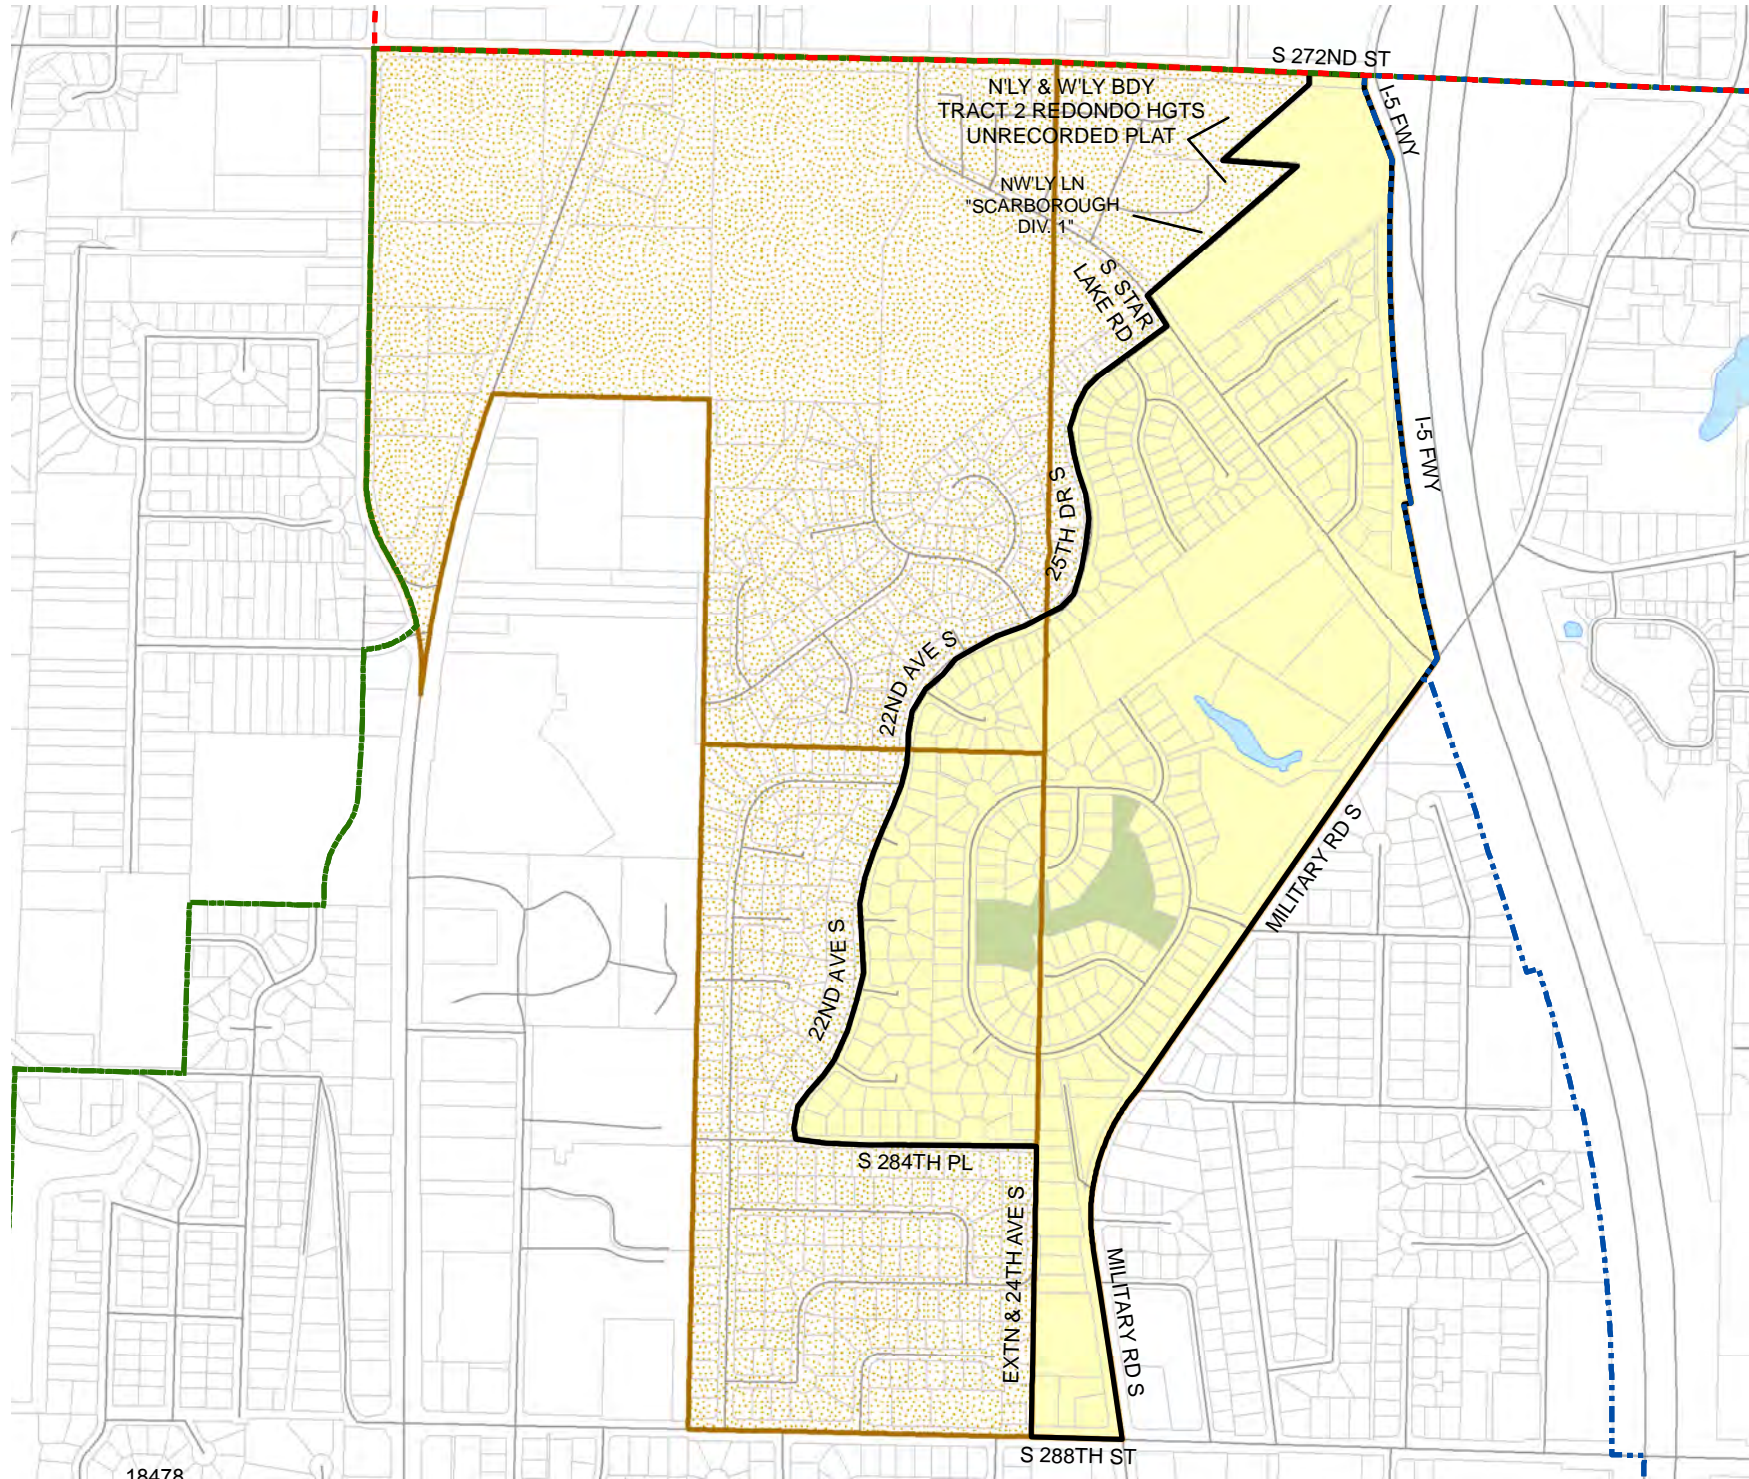 S 272ND ST
N'LY & W'LY BDY
TRACT 2 REDONDO HGTS
UNRECORDED PLAT
I-5 FWY
NW'LY LN
"SCARBOROUGH
DIV. 1"
S STAR
LAKE RD
I-5 FWY
25TH DR S
22ND AVE S
MILITARY RD S
22ND AVE S
S 284TH PL
EXTN & 24TH AVE S
MILITARY RD S
S 288TH ST
18478